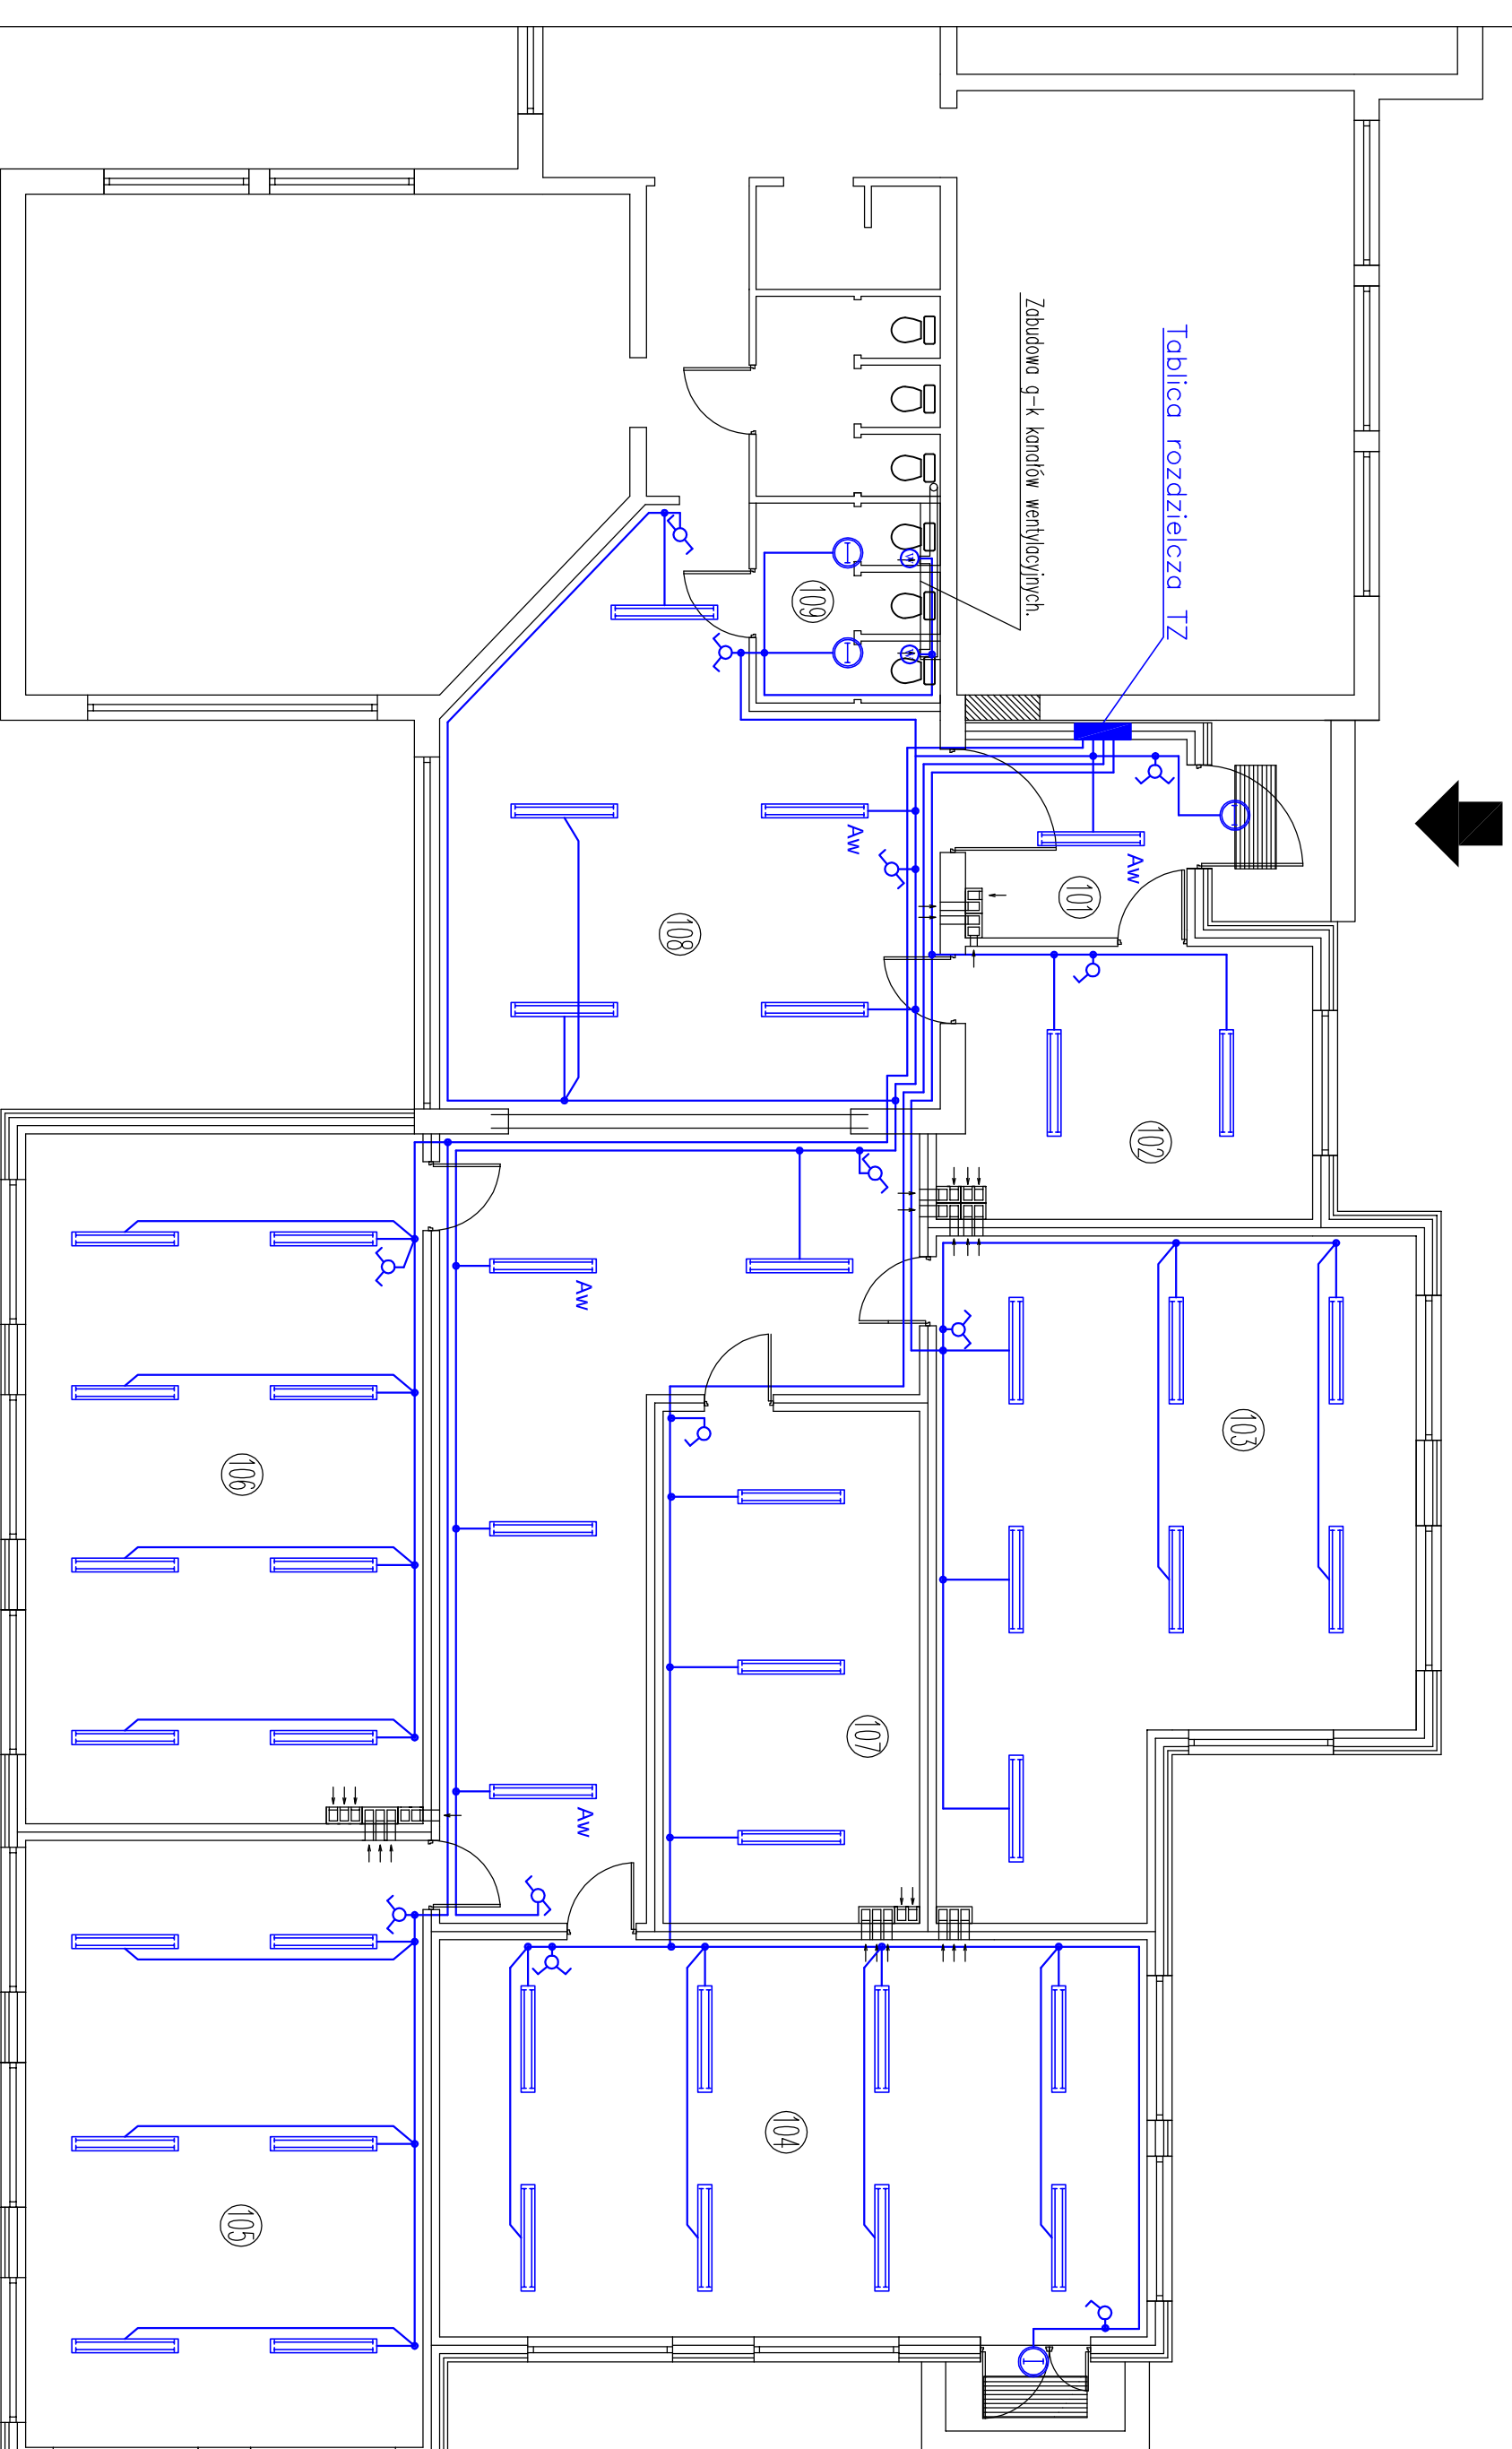 Tablica rozdzielcza TZ
Zabudowa g-k kanałów wentylacyjnych.
109
W
W
Aw
Aw
101
108
102
Aw
103
106
107
Aw
104
105